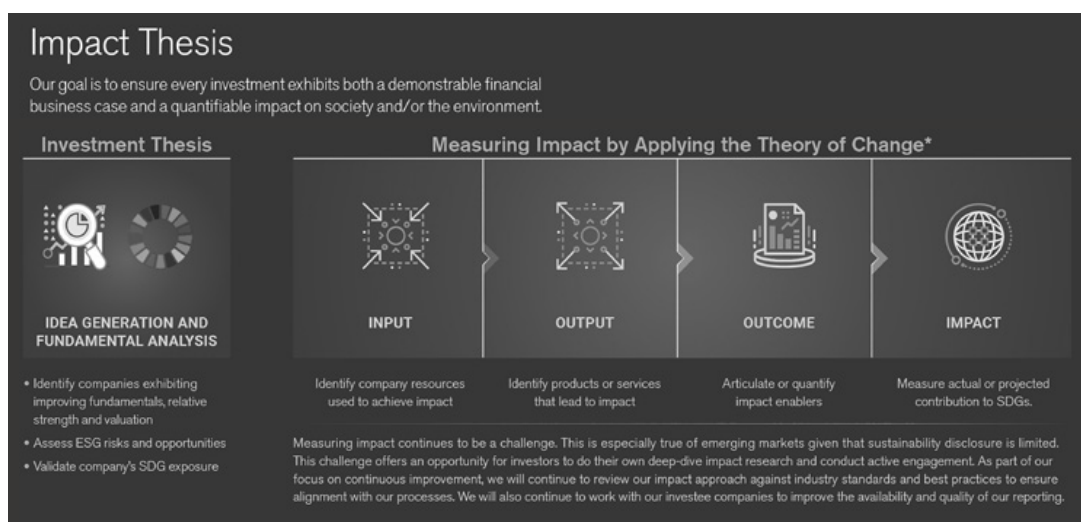 Impact Thesis
Our goal is to ensure every investment exhibits both a demonstrable financial
business case and a quantifiable impact on society and/or the environment.
Investment Thesis
IDEA GENERATION AND
FUNDAMENTAL ANALYSIS
• Identify companies exhibiting
improving fundamentals, relative
strength and valuation
• Assess ESG risks and opportunities
• Validate company's SDG exposure
Measuring Impact by Applying the Theory of Change*
INPUT
Identify company resources
used to achieve impact
OUTPUT
Identify products or services
that lead to impact
OUTCOME
Articulate or quantify
impact enablers
IMPACT
Measure actual or projected
contribution to SDGs.
Measuring impact continues to be a challenge. This is especially true of emerging markets given that sustainability disclosure is limited.
This challenge offers an opportunity for investors to do their own deep-dive impact research and conduct active engagement. As part of our
focus on continuous improvement, we will continue to review our impact approach against industry standards and best practices to ensure
alignment with our processes. We will also continue to work with our investee companies to improve the availability and quality of our reporting.